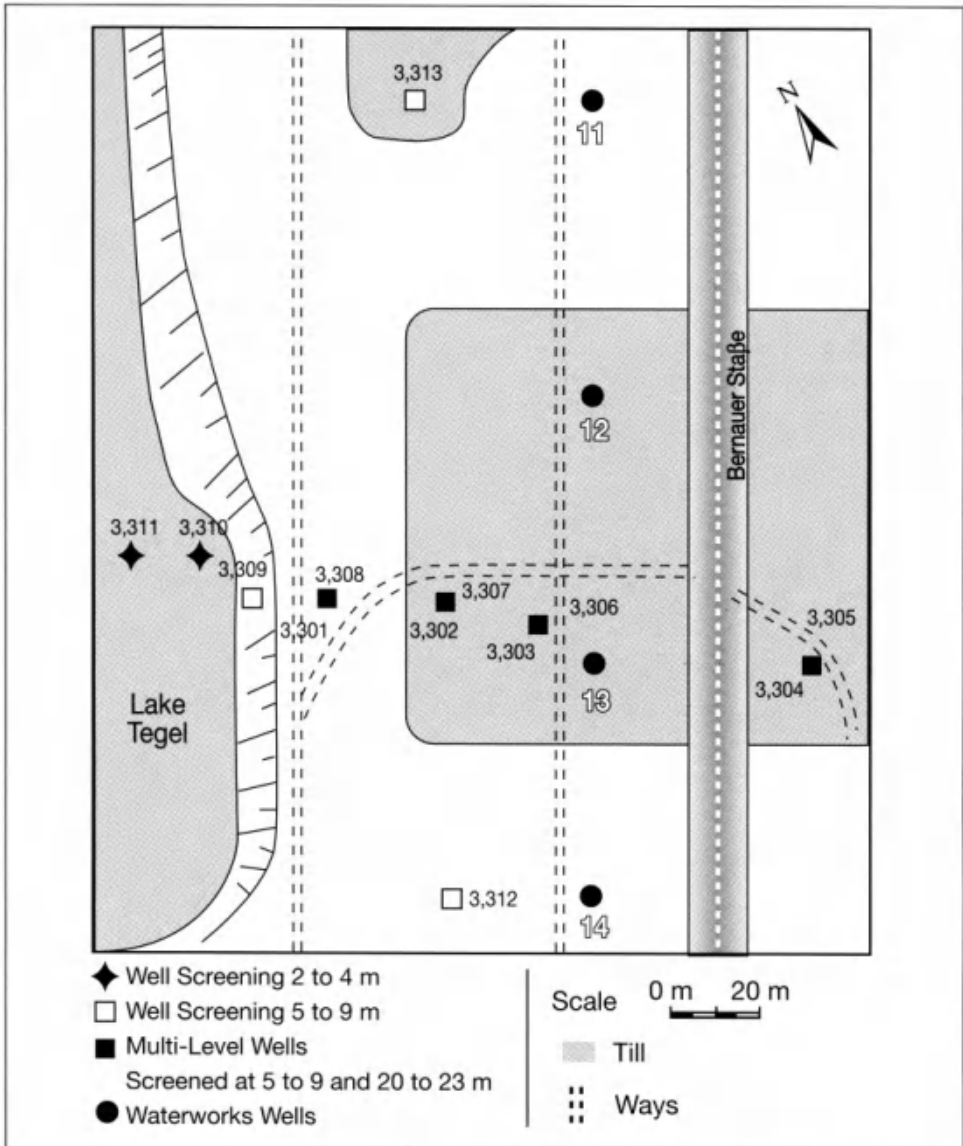 3,313
N
11
Bernauer Staße
12
3,311
3,310
3,309
3,308
3,301
3,307
3,302
3,306
3,303
3,305
3,304
13
Lake
Tegel
3,312
14
Well Screening 2 to 4 m
Well Screening 5 to 9 m
Multi-Level Wells
Screened at 5 to 9 and 20 to 23 m
Waterworks Wells
Scale 0 m 20 m
Till
Ways